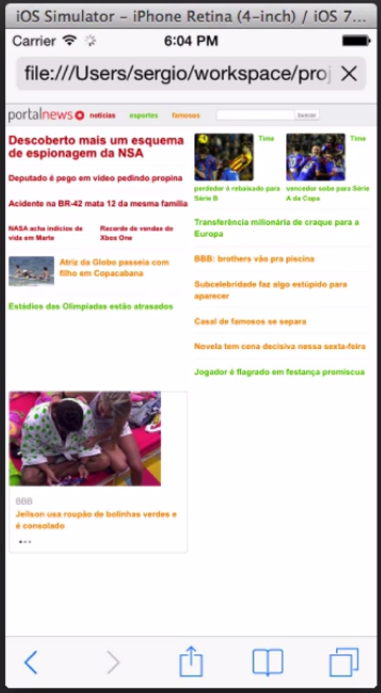 iOS Simulator – iPhone Retina (4-inch) / iOS 7...
Carrier
6:04 PM
file:///Users/sergio/workspace/proj
portalnews
notícias
esportes
famosos
buscar
Descoberto mais um esquema
de espionagem da NSA
Deputado é pego em vídeo pedindo propina
Acidente na BR-42 mata 12 da mesma família
NASA acha indícios de
vida em Marte
Recorde de vendas do
Xbox One
Atriz da Globo passeia com
filho em Copacabana
Estádios das Olimpíadas estão atrasados
Time
perdedor é rebaixado para
Série B
Time
vencedor sobe para Série
A da Copa
Transferência milionária de craque para a
Europa
BBB: brothers vão pra piscina
Subcelebridade faz algo estúpido para
aparecer
Casal de famosos se separa
Novela tem cena decisiva nessa sexta-feira
Jogador é flagrado em festança promíscua
BBB
Jeilson usa roupão de bolinhas verdes e
é consolado